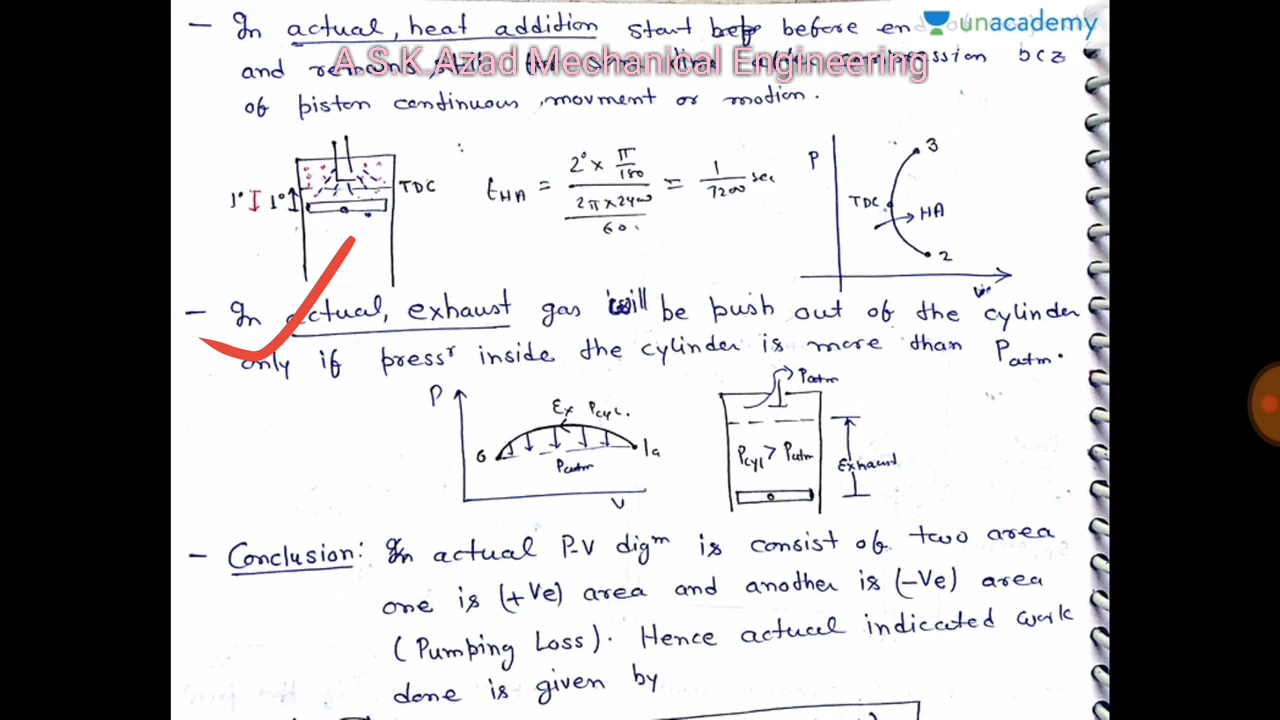 - In actual, heat addition start before en
unacademy
A.S.K Azad Mechanical Engineering
and remains bcz
of piston continuous movment or motion.
1° 1° TDC
tHA = 2° × π/180 / 2π×2400/60 = 1/7200 sec
P 3 TDC HA 2 V
- In actual, exhaust gas will be push out of the cylinder
only if pressr inside the cylinder is more than Patm.
P Ex Pcyl. 6 1a Patm V
Patm Pcyl > Patm Exhaust
- Conclusion: In actual P-V digm is consist of two area
one is (+Ve) area and another is (-Ve) area
(Pumping Loss). Hence actual indicated work
done is given by